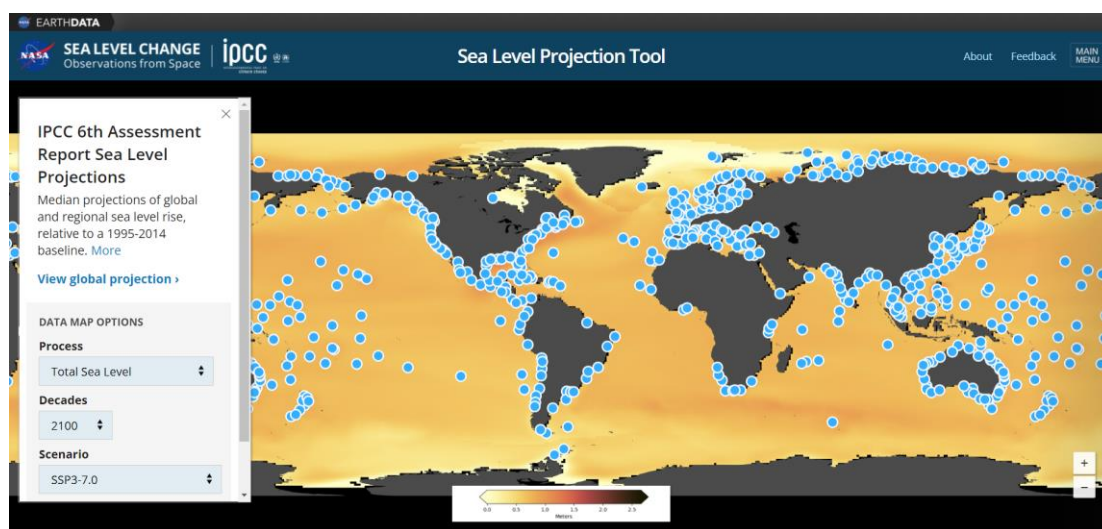 EARTHDATA
NASA
SEA LEVEL CHANGE
Observations from Space
ipcc
Sea Level Projection Tool
About
Feedback
MAIN
MENU
IPCC 6th Assessment
Report Sea Level
Projections
Median projections of global
and regional sea level rise,
relative to a 1995-2014
baseline. More
View global projection ›
DATA MAP OPTIONS
Process
Total Sea Level
Decades
2100
Scenario
SSP3-7.0
+
−
0.0 0.5 1.0 1.5 2.0 2.5
Meters